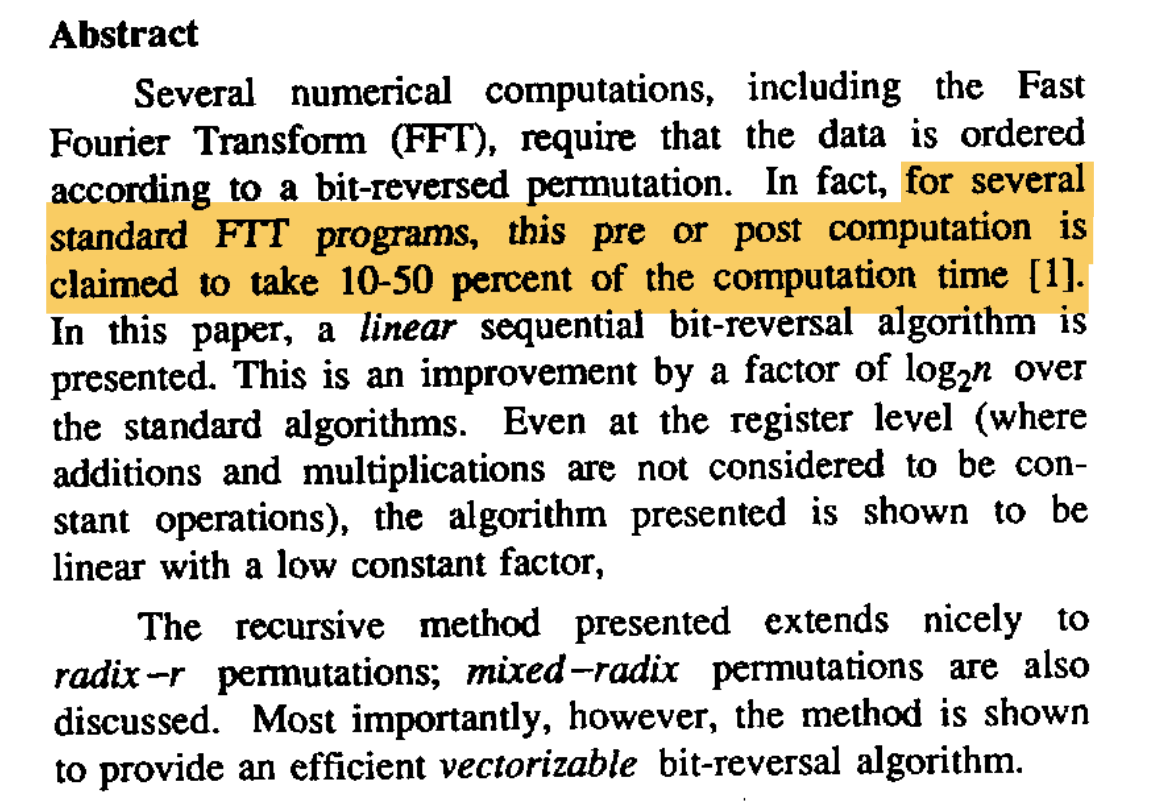 Abstract
Several numerical computations, including the Fast
Fourier Transform (FFT), require that the data is ordered
according to a bit-reversed permutation. In fact, for several
standard FTT programs, this pre or post computation is
claimed to take 10-50 percent of the computation time [1].
In this paper, a linear sequential bit-reversal algorithm is
presented. This is an improvement by a factor of log₂n over
the standard algorithms. Even at the register level (where
additions and multiplications are not considered to be con-
stant operations), the algorithm presented is shown to be
linear with a low constant factor,
The recursive method presented extends nicely to
radix–r permutations; mixed–radix permutations are also
discussed. Most importantly, however, the method is shown
to provide an efficient vectorizable bit-reversal algorithm.